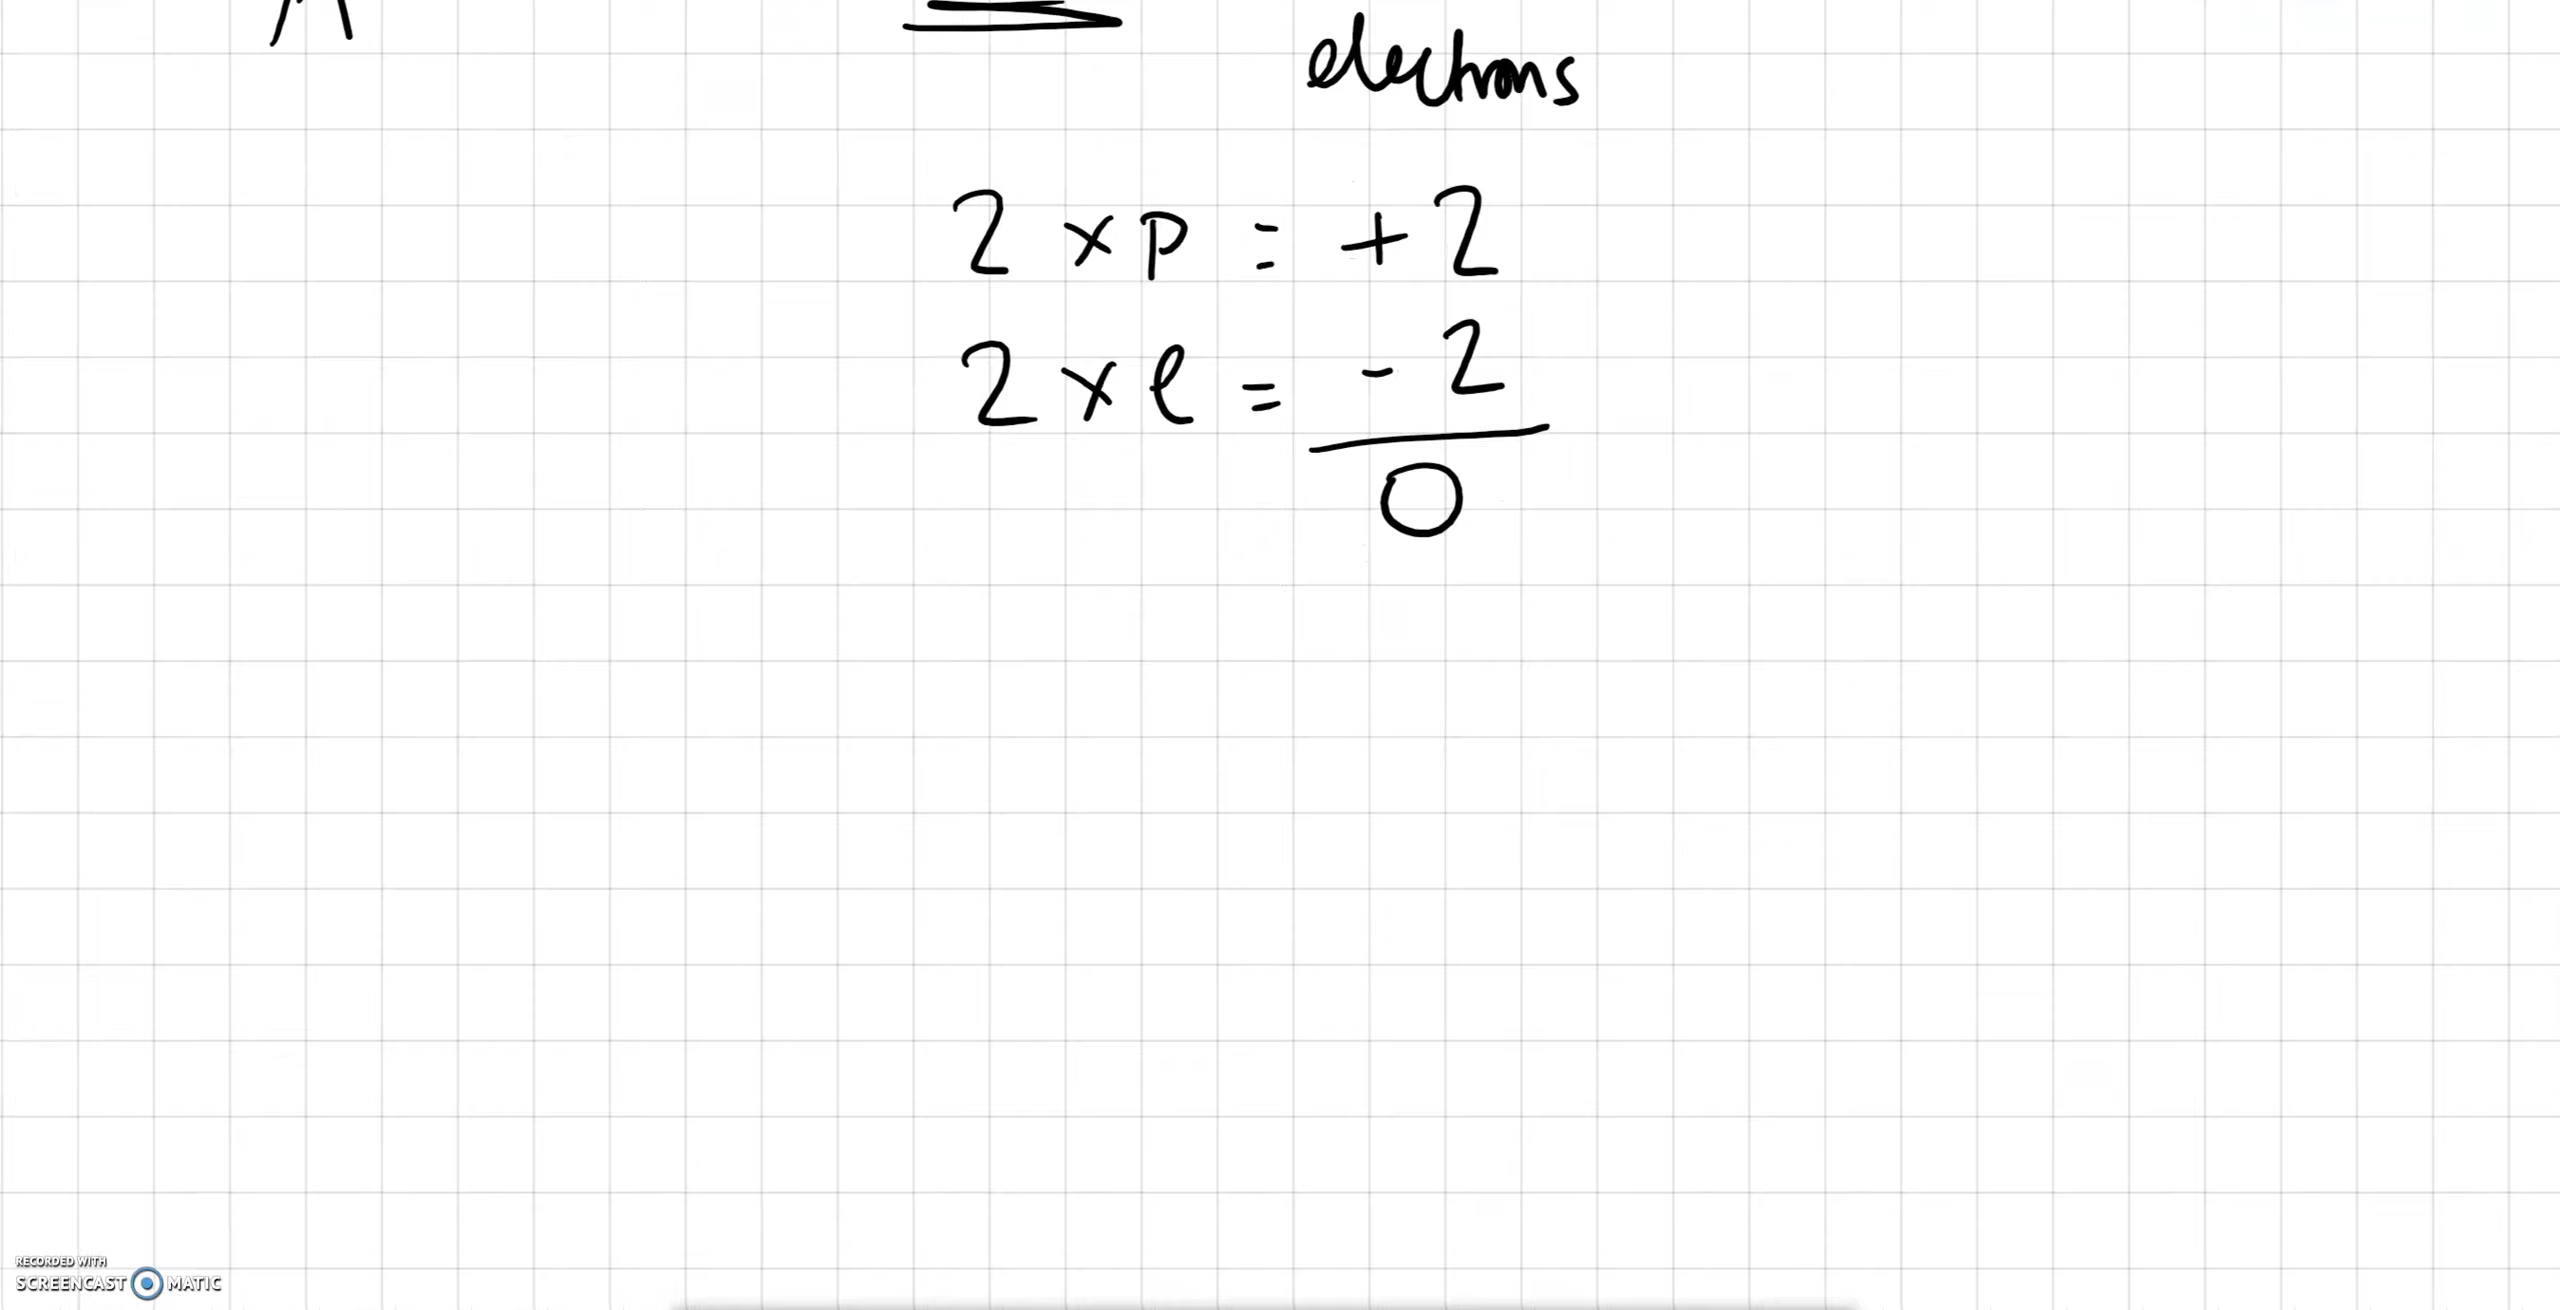 electrons
2 × p = + 2
2 × e = - 2
0
RECORDED WITH
SCREENCAST MATIC